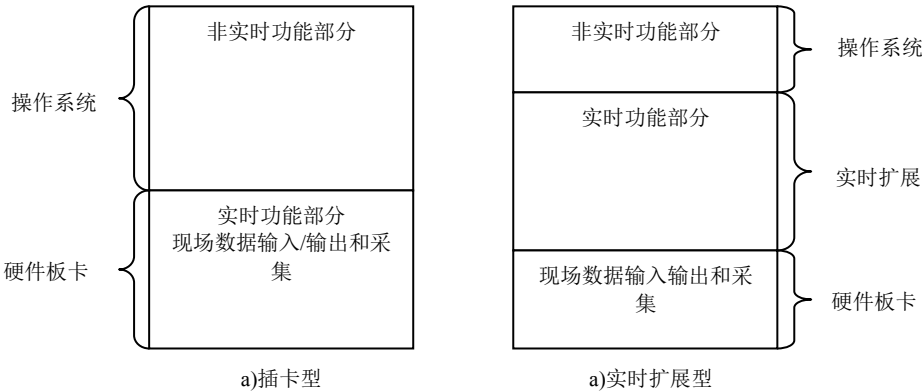 非实时功能部分
操作系统
实时功能部分
现场数据输入/输出和采
集
硬件板卡
a)插卡型
非实时功能部分
操作系统
实时功能部分
实时扩展
现场数据输入输出和采
集
硬件板卡
a)实时扩展型